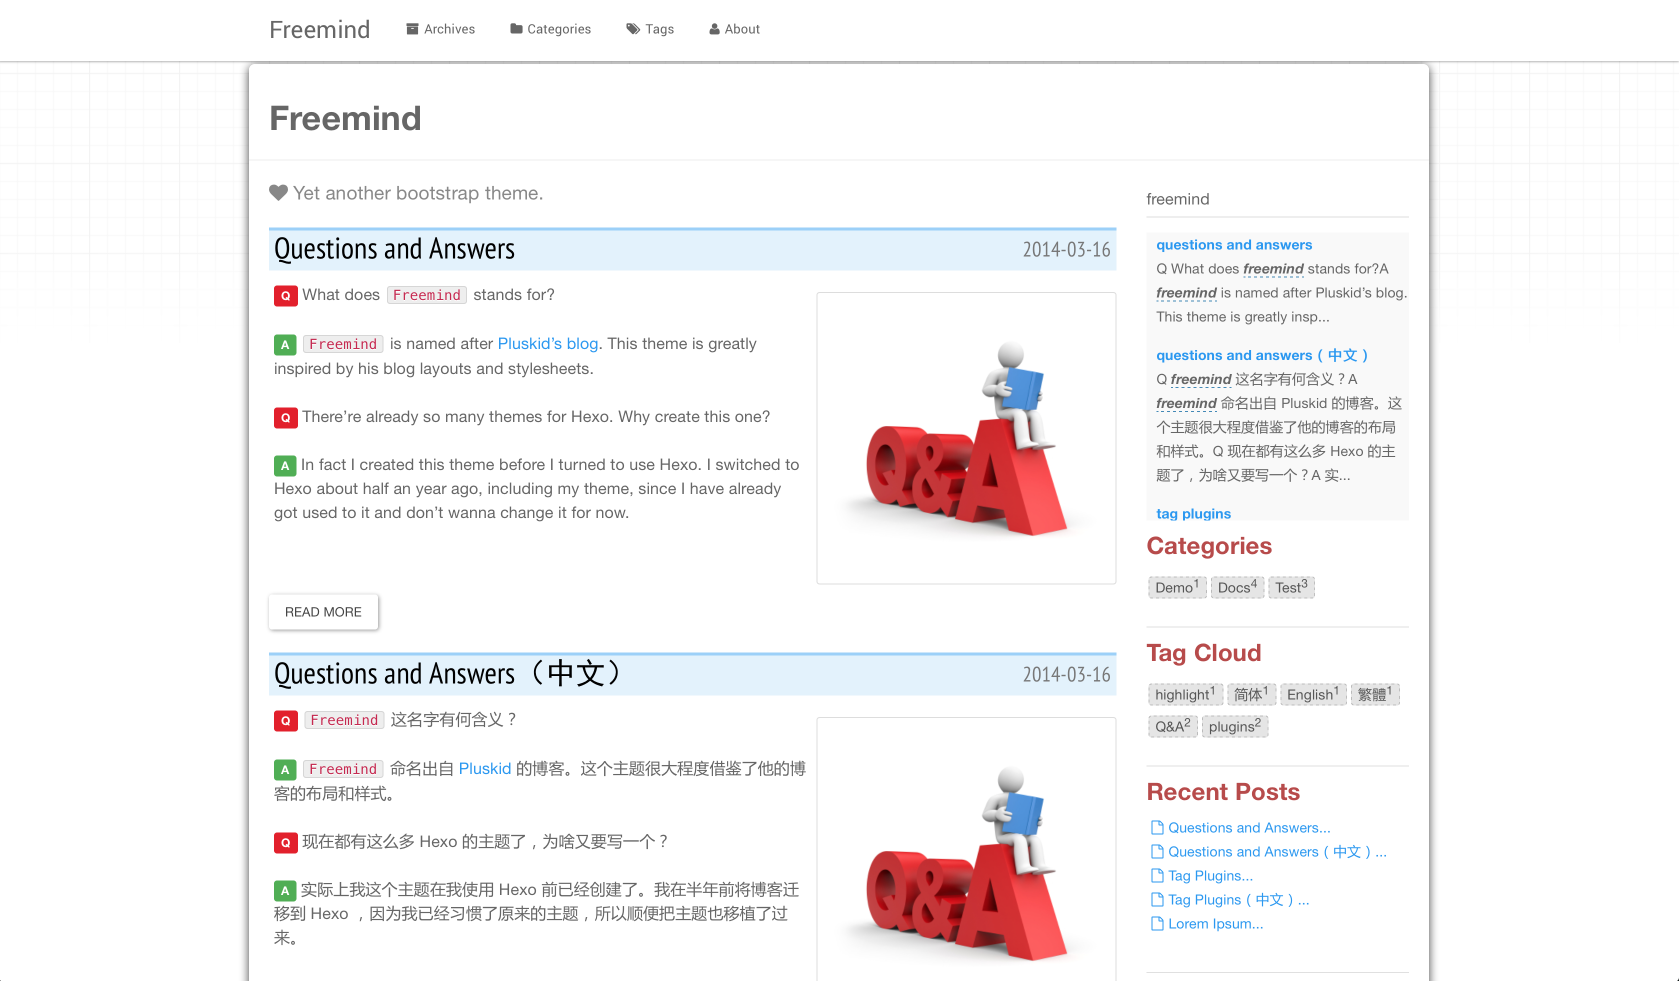 Freemind Archives Categories Tags About
Freemind
Yet another bootstrap theme.
Questions and Answers 2014-03-16
Q What does Freemind stands for?
A Freemind is named after Pluskid’s blog. This theme is greatly
inspired by his blog layouts and stylesheets.
Q There’re already so many themes for Hexo. Why create this one?
A In fact I created this theme before I turned to use Hexo. I switched to
Hexo about half an year ago, including my theme, since I have already
got used to it and don’t wanna change it for now.
Q&A
READ MORE
Questions and Answers（中文） 2014-03-16
Q Freemind 这名字有何含义？
A Freemind 命名出自 Pluskid 的博客。这个主题很大程度借鉴了他的博
客的布局和样式。
Q 现在都有这么多 Hexo 的主题了，为啥又要写一个？
A 实际上我这个主题在我使用 Hexo 前已经创建了。我在半年前将博客迁
移到 Hexo ，因为我已经习惯了原来的主题，所以顺便把主题也移植了过
来。
Q&A
freemind
questions and answers
Q What does freemind stands for?A
freemind is named after Pluskid’s blog.
This theme is greatly insp...
questions and answers（中文）
Q freemind 这名字有何含义？A
freemind 命名出自 Pluskid 的博客。这
个主题很大程度借鉴了他的博客的布局
和样式。Q 现在都有这么多 Hexo 的主
题了，为啥又要写一个？A 实...
tag plugins
Categories
Demo1 Docs4 Test3
Tag Cloud
highlight1 简体1 English1 繁體1
Q&A2 plugins2
Recent Posts
Questions and Answers...
Questions and Answers（中文）...
Tag Plugins...
Tag Plugins（中文）...
Lorem Ipsum...